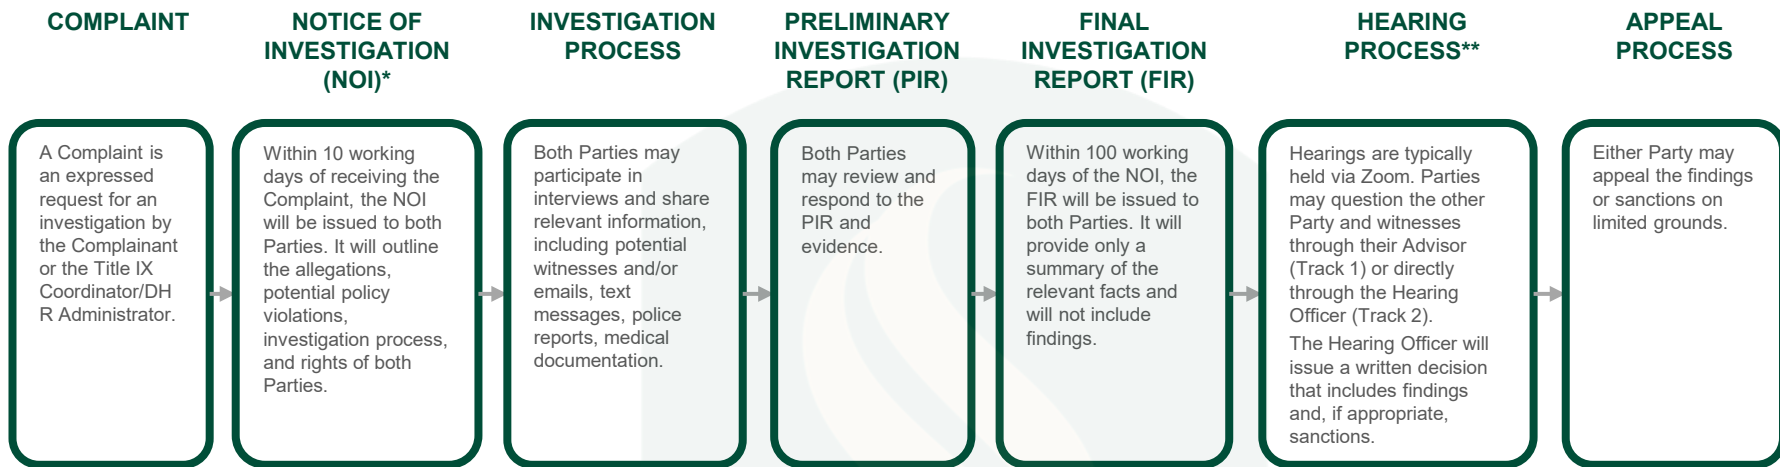 COMPLAINT
NOTICE OF
INVESTIGATION
(NOI)*
INVESTIGATION
PROCESS
PRELIMINARY
INVESTIGATION
REPORT (PIR)
FINAL
INVESTIGATION
REPORT (FIR)
HEARING
PROCESS**
APPEAL
PROCESS
A Complaint is
an expressed
request for an
investigation by
the Complainant
or the Title IX
Coordinator/DH
R Administrator.
Within 10 working
days of receiving the
Complaint, the NOI
will be issued to both
Parties. It will outline
the allegations,
potential policy
violations,
investigation process,
and rights of both
Parties.
Both Parties may
participate in
interviews and share
relevant information,
including potential
witnesses and/or
emails, text
messages, police
reports, medical
documentation.
Both Parties
may review and
respond to the
PIR and
evidence.
Within 100 working
days of the NOI, the
FIR will be issued to
both Parties. It will
provide only a
summary of the
relevant facts and
will not include
findings.
Hearings are typically
held via Zoom. Parties
may question the other
Party and witnesses
through their Advisor
(Track 1) or directly
through the Hearing
Officer (Track 2).
The Hearing Officer will
issue a written decision
that includes findings
and, if appropriate,
sanctions.
Either Party may
appeal the findings
or sanctions on
limited grounds.